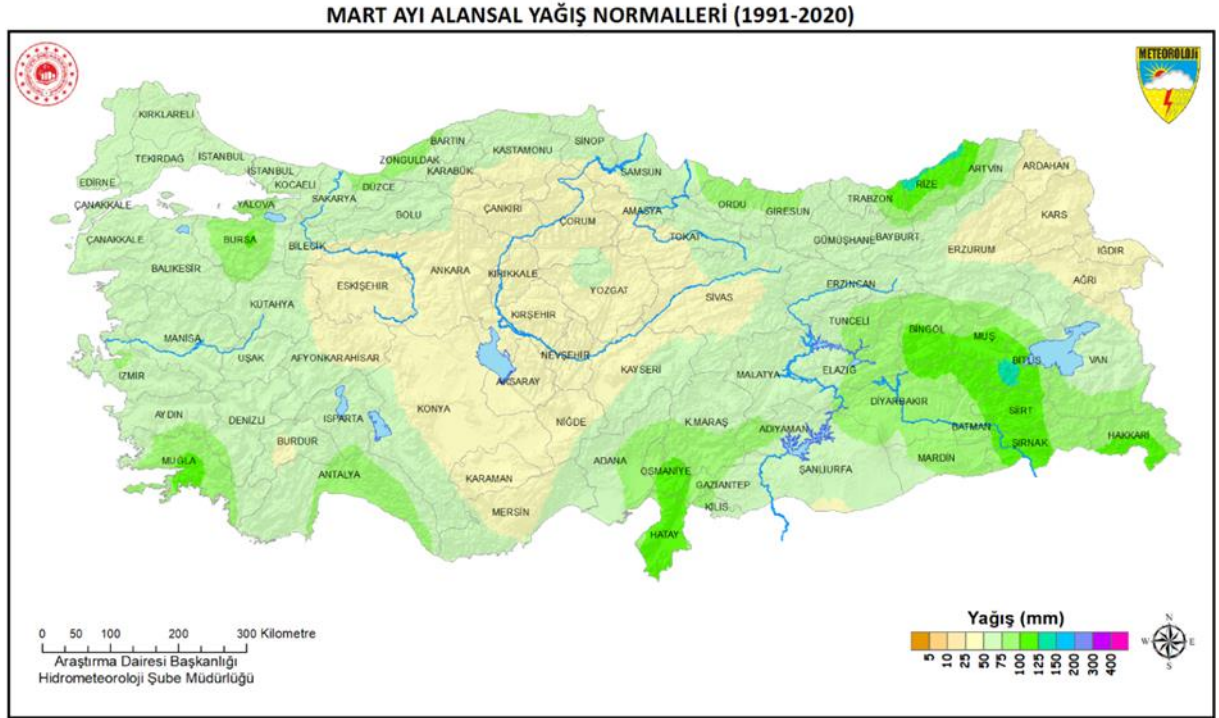 MART AYI ALANSAL YAĞIŞ NORMALLERİ (1991-2020)
METEOROLOJİ
KIRKLARELİ
TEKİRDAĞ
İSTANBUL
İSTANBUL
EDİRNE
KOCAELİ
ÇANAKKALE
YALOVA
SAKARYA
DÜZCE
ZONGULDAK
BARTIN
KARABÜK
KASTAMONU
SİNOP
SAMSUN
BOLU
ÇANKIRI
ÇORUM
AMASYA
TOKAT
ORDU
GİRESUN
TRABZON
RİZE
ARTVİN
ARDAHAN
KARS
ÇANAKKALE
BURSA
BİLECİK
BALIKESİR
ESKİŞEHİR
ANKARA
KIRIKKALE
YOZGAT
SİVAS
GÜMÜŞHANE
BAYBURT
ERZURUM
IĞDIR
AĞRI
ERZİNCAN
KÜTAHYA
MANİSA
UŞAK
AFYONKARAHİSAR
KIRŞEHİR
NEVŞEHİR
AKSARAY
KAYSERİ
TUNCELİ
BİNGÖL
MUŞ
BİTLİS
VAN
İZMİR
MALATYA
ELAZIĞ
DİYARBAKIR
SİİRT
AYDIN
DENİZLİ
ISPARTA
BURDUR
KONYA
NİĞDE
K.MARAŞ
ADIYAMAN
BATMAN
ŞIRNAK
HAKKARİ
MUĞLA
ANTALYA
KARAMAN
MERSİN
ADANA
OSMANİYE
GAZİANTEP
KİLİS
ŞANLIURFA
MARDİN
HATAY
0 50 100 200 300 Kilometre
Araştırma Dairesi Başkanlığı
Hidrometeoroloji Şube Müdürlüğü
Yağış (mm)
5 10 25 50 75 100 125 150 200 300 400
N
W E
S